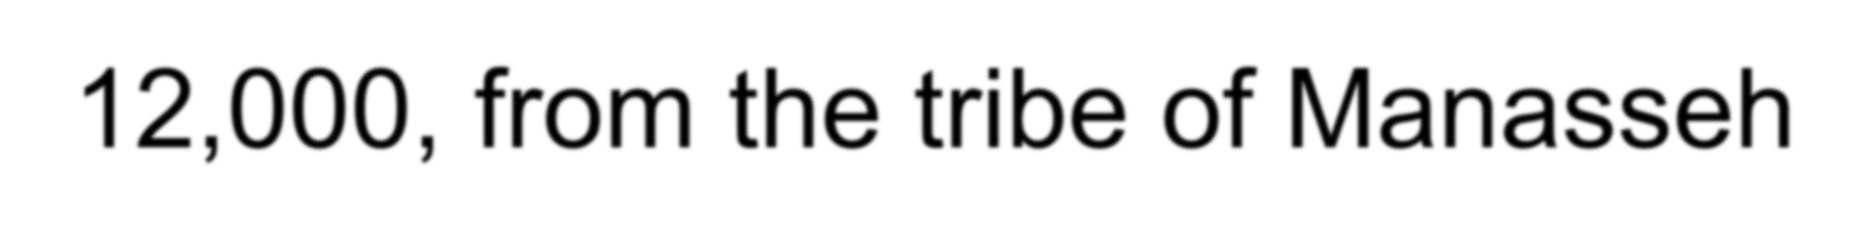 12,000, from the tribe of Manasseh